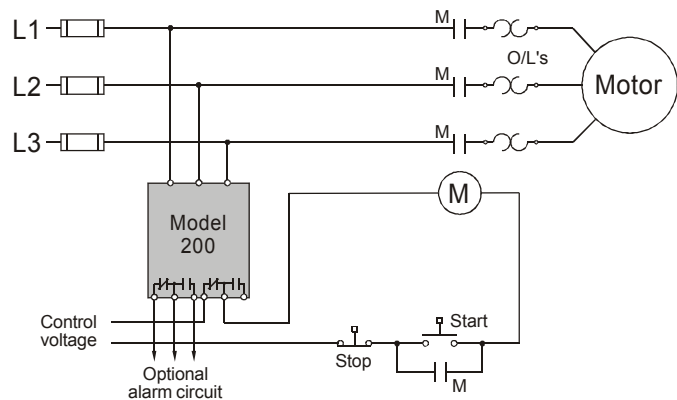 L1
M
O/L's
L2
M
Motor
L3
M
Model
200
M
Control
voltage
Start
Stop
M
Optional
alarm circuit